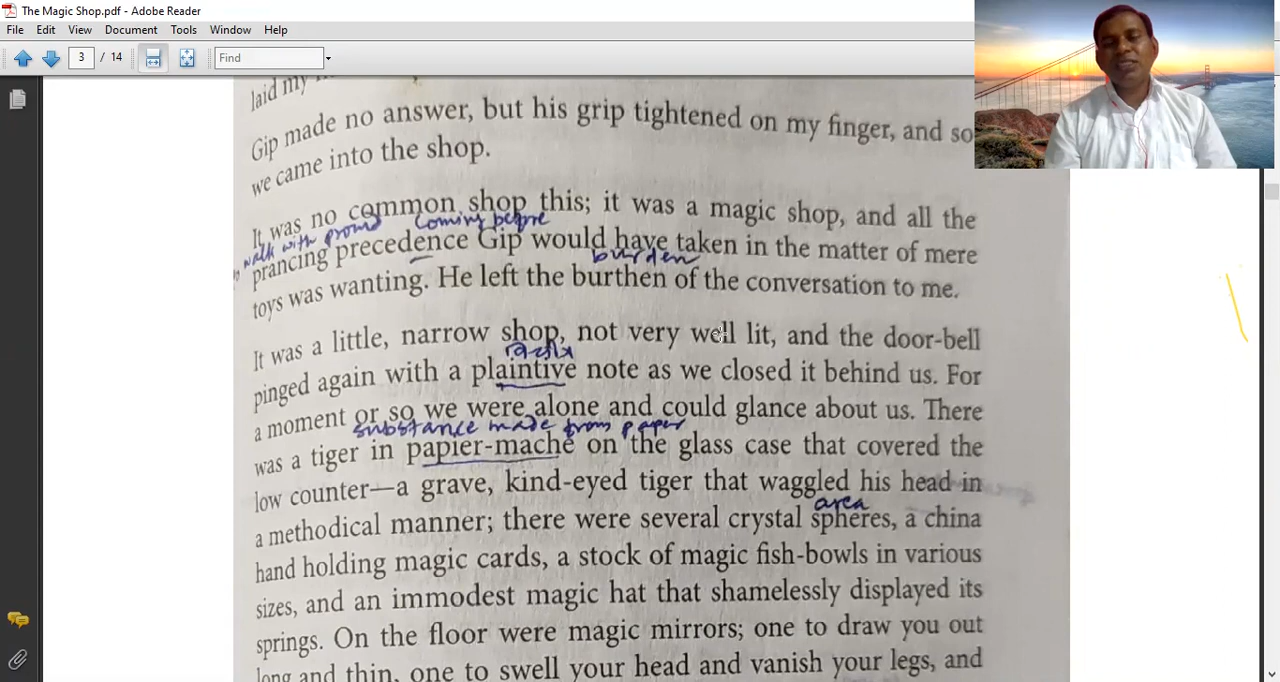 The Magic Shop.pdf - Adobe Reader
File Edit View Document Tools Window Help
3 / 14 Find
laid my
Gip made no answer, but his grip tightened on my finger, and so
we came into the shop.
It was no common shop this; it was a magic shop, and all the
walk with proud coming before
prancing precedence Gip would have taken in the matter of mere
burden
toys was wanting. He left the burthen of the conversation to me.
It was a little, narrow shop, not very well lit, and the door-bell
pinged again with a plaintive note as we closed it behind us. For
a moment or so we were alone and could glance about us. There
substance made from paper
was a tiger in papier-mache on the glass case that covered the
low counter—a grave, kind-eyed tiger that waggled his head in
area
a methodical manner; there were several crystal spheres, a china
hand holding magic cards, a stock of magic fish-bowls in various
sizes, and an immodest magic hat that shamelessly displayed its
springs. On the floor were magic mirrors; one to draw you out
long and thin, one to swell your head and vanish your legs, and